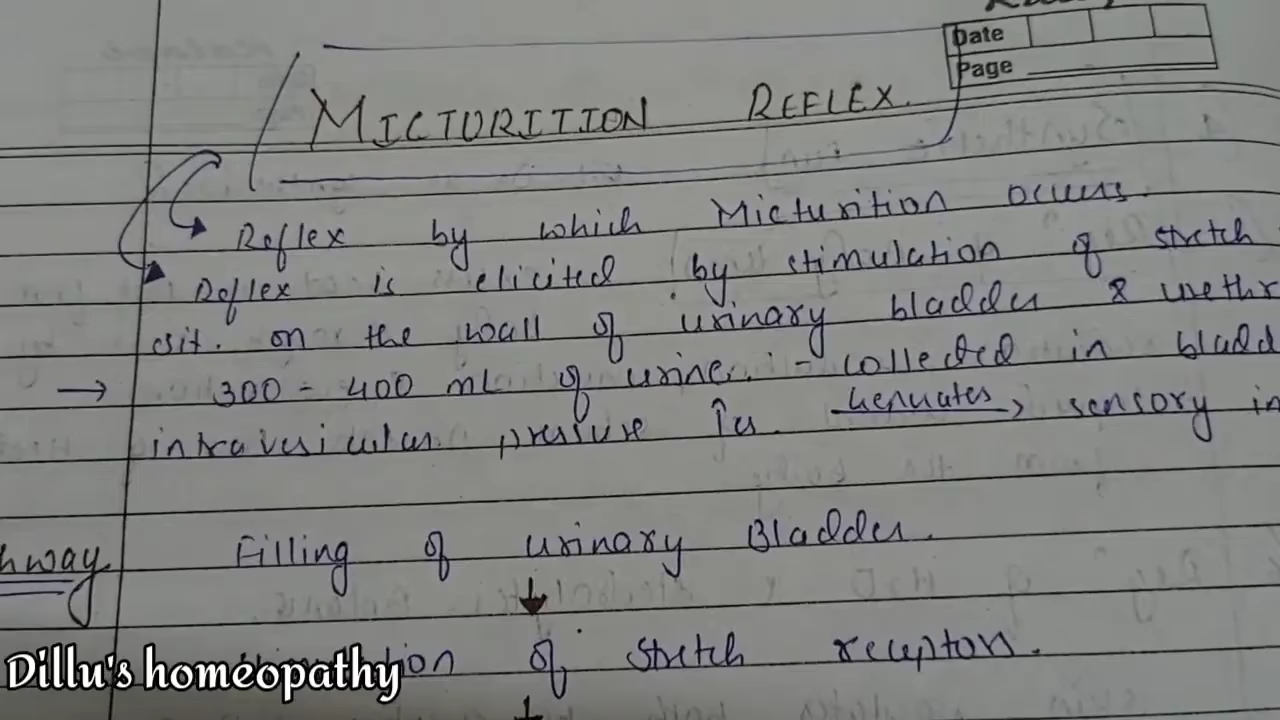 Date
Page
MICTURITION REFLEX.
Reflex by which Micturition occurs.
Reflex is elicited by stimulation of stretch
sit. on the wall of urinary bladder & urethr
→ 300 - 400 mL of urine :- collected in bladd
intravesicular pressure ↑es. generates, sensory in
hway. Filling of urinary Bladder.
↓
of stretch receptors.
↓
Dillu's homeopathy